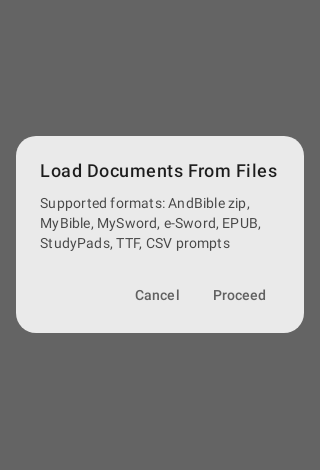 Load Documents From Files
Supported formats: AndBible zip,
MyBible, MySword, e-Sword, EPUB,
StudyPads, TTF, CSV prompts
Cancel Proceed